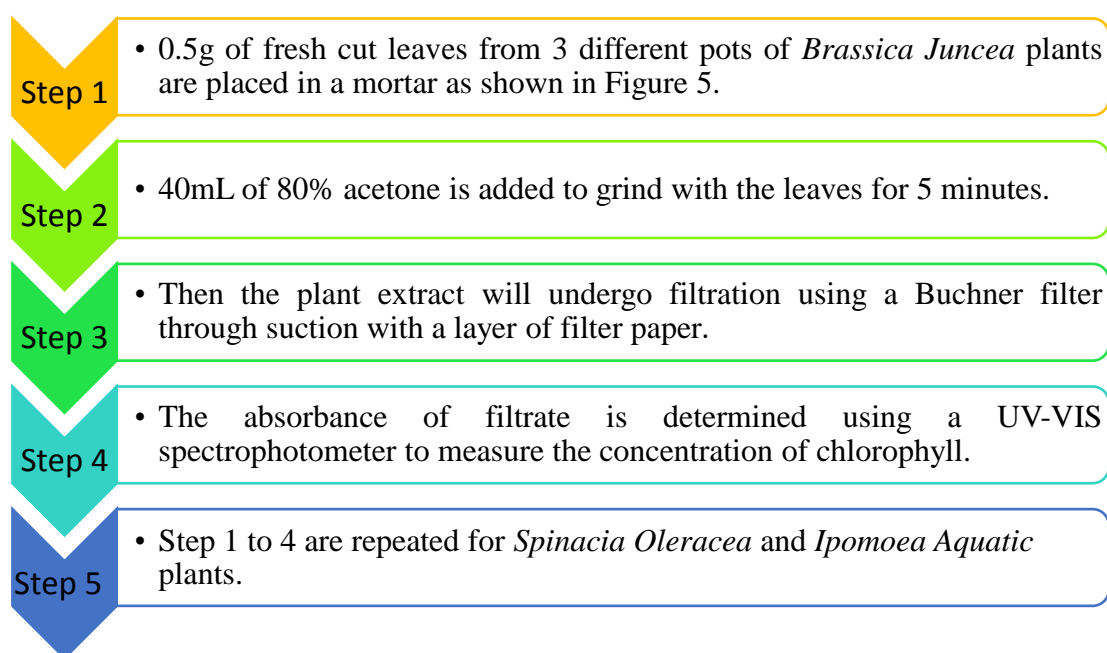 Step 1
• 0.5g of fresh cut leaves from 3 different pots of Brassica Juncea plants
are placed in a mortar as shown in Figure 5.
Step 2
• 40mL of 80% acetone is added to grind with the leaves for 5 minutes.
Step 3
• Then the plant extract will undergo filtration using a Buchner filter
through suction with a layer of filter paper.
Step 4
• The absorbance of filtrate is determined using a UV-VIS
spectrophotometer to measure the concentration of chlorophyll.
Step 5
• Step 1 to 4 are repeated for Spinacia Oleracea and Ipomoea Aquatic
plants.